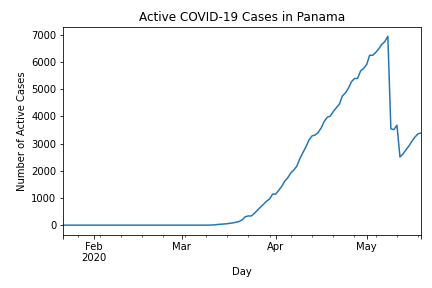 Active COVID-19 Cases in Panama
Number of Active Cases
7000
6000
5000
4000
3000
2000
1000
0
Feb
2020
Mar
Apr
May
Day